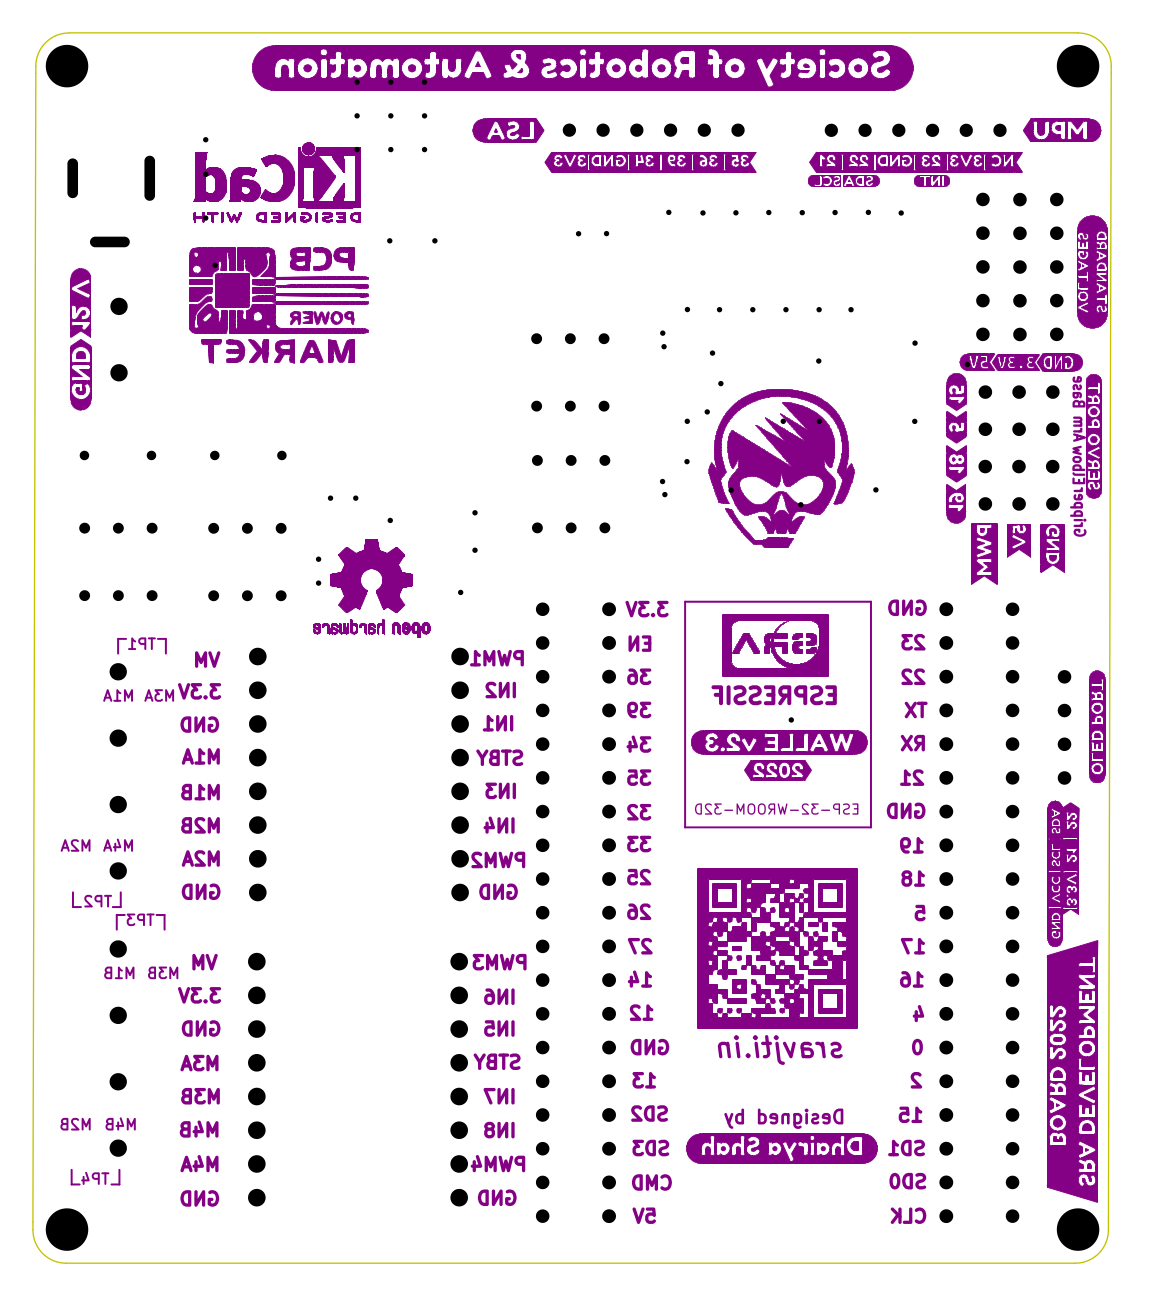 Society of Robotics & Automation
LSA
MPU
35 | 36 | 39 | 34 |GND|3V3
NC |3V3| 23 |GND| 22 | 21
INT
SDA SCL
KiCad
DESIGNED WITH
PCB
POWER
MARKET
GND 12 V
STANDARD
VOLTAGES
GND 3.3V 5V
15
5
18
19
Base
Arm
Elbow
Gripper
SERVO PORT
PWM
V5
GND
open hardware
TP1
M3A M1A
M4A M2A
TP2
TP3
M3B M1B
M4B M2B
TP4
VM
3.3V
GND
M1A
M1B
M2B
M2A
GND
VM
3.3V
GND
M3A
M3B
M4B
M4A
GND
PWM1
IN2
IN1
STBY
IN3
IN4
PWM2
GND
PWM3
IN6
IN5
STBY
IN7
IN8
PWM4
GND
3.3V
EN
36
39
34
35
32
33
25
26
27
14
12
GND
13
SD2
SD3
CMD
5V
SRA
ESPRESSIF
WALLE v2.3
2022
ESP-32-WROOM-32D
sravjti.in
Designed by
Dhairya Shah
GND
23
22
TX
RX
21
GND
19
18
5
17
16
4
0
2
15
SD1
SD0
CLK
OLED PORT
GND |VCC| SCL SDA
|3.3V| 21 | 22
SRA DEVELOPMENT
BOARD 2022